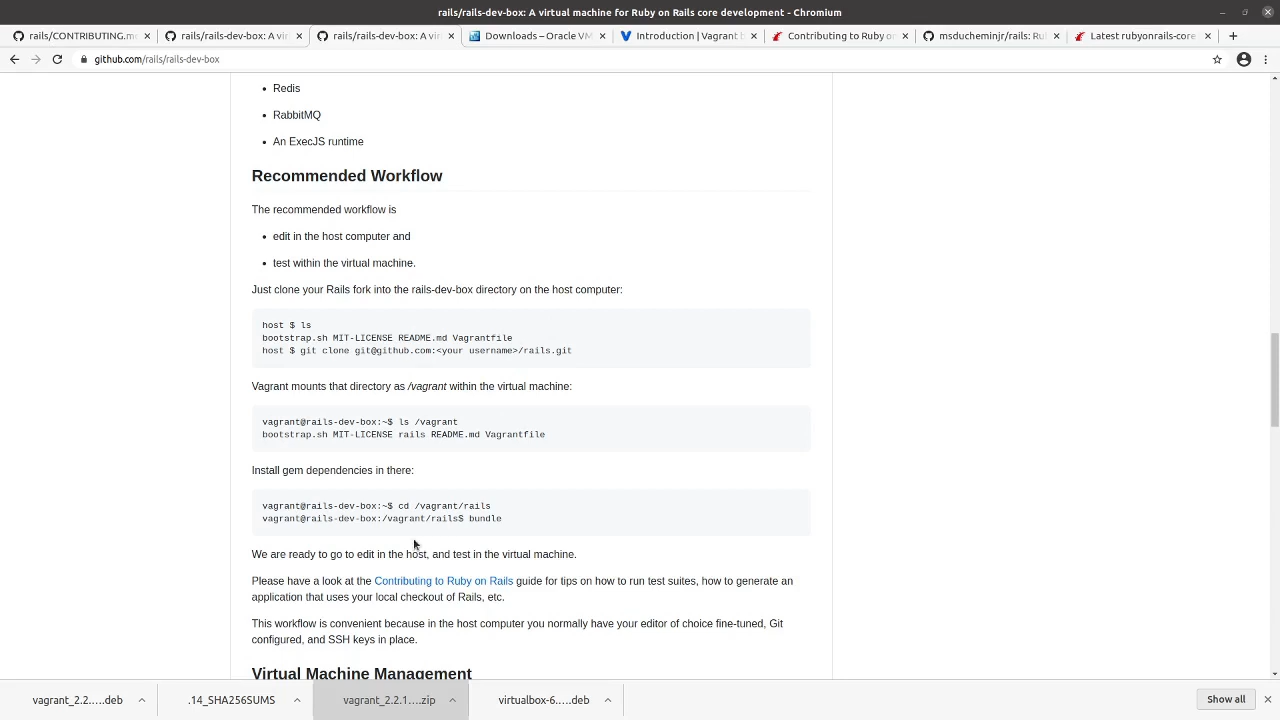 rails/rails-dev-box: A virtual machine for Ruby on Rails core development - Chromium
rails/CONTRIBUTING.m
rails/rails-dev-box: A vi
rails/rails-dev-box: A vi
Downloads – Oracle VM
Introduction | Vagrant b
Contributing to Ruby on
msducheminjr/rails: Rub
Latest rubyonrails-core
github.com/rails/rails-dev-box
Redis
RabbitMQ
An ExecJS runtime
Recommended Workflow
The recommended workflow is
edit in the host computer and
test within the virtual machine.
Just clone your Rails fork into the rails-dev-box directory on the host computer:
host $ ls
bootstrap.sh MIT-LICENSE README.md Vagrantfile
host $ git clone git@github.com:<your username>/rails.git
Vagrant mounts that directory as /vagrant within the virtual machine:
vagrant@rails-dev-box:~$ ls /vagrant
bootstrap.sh MIT-LICENSE rails README.md Vagrantfile
Install gem dependencies in there:
vagrant@rails-dev-box:~$ cd /vagrant/rails
vagrant@rails-dev-box:/vagrant/rails$ bundle
We are ready to go to edit in the host, and test in the virtual machine.
Please have a look at the Contributing to Ruby on Rails guide for tips on how to run test suites, how to generate an
application that uses your local checkout of Rails, etc.
This workflow is convenient because in the host computer you normally have your editor of choice fine-tuned, Git
configured, and SSH keys in place.
Virtual Machine Management
vagrant_2.2.….deb
.14_SHA256SUMS
vagrant_2.2.1….zip
virtualbox-6.….deb
Show all